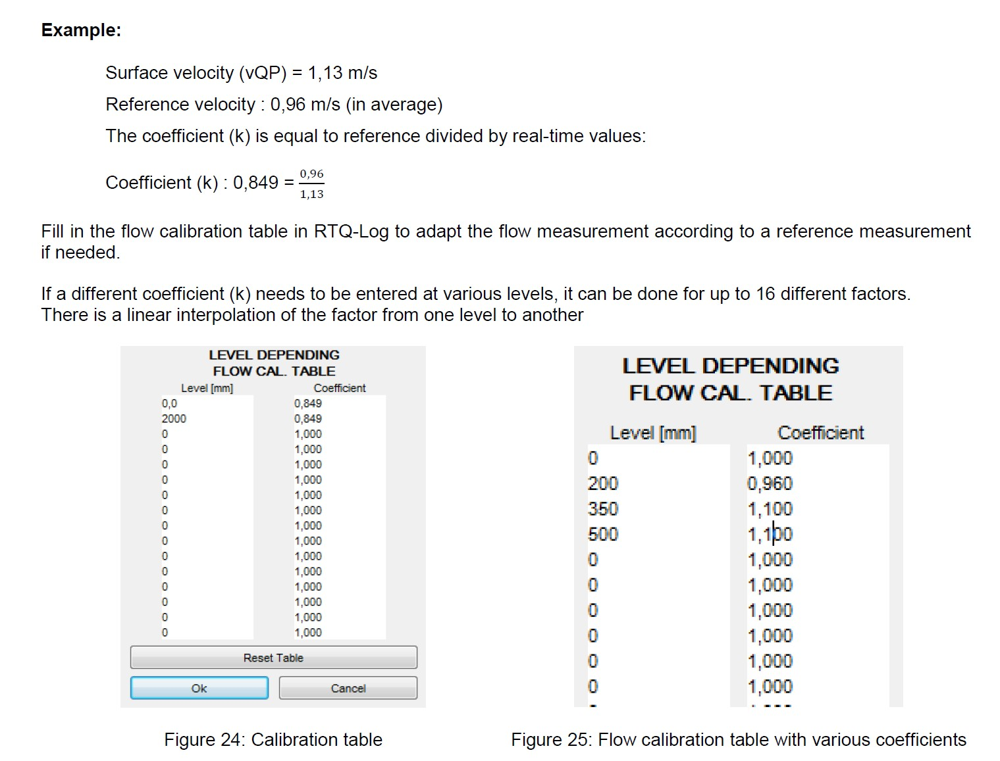 Example:
Surface velocity (vQP) = 1,13 m/s
Reference velocity : 0,96 m/s (in average)
The coefficient (k) is equal to reference divided by real-time values:
Coefficient (k) : 0,849 = 0,96
1,13
Fill in the flow calibration table in RTQ-Log to adapt the flow measurement according to a reference measurement
if needed.
If a different coefficient (k) needs to be entered at various levels, it can be done for up to 16 different factors.
There is a linear interpolation of the factor from one level to another
LEVEL DEPENDING
FLOW CAL. TABLE
Level [mm] Coefficient
0,0 0,849
2000 0,849
0 1,000
0 1,000
0 1,000
0 1,000
0 1,000
0 1,000
0 1,000
0 1,000
0 1,000
0 1,000
0 1,000
0 1,000
0 1,000
0 1,000
Reset Table
Ok Cancel
Figure 24: Calibration table
LEVEL DEPENDING
FLOW CAL. TABLE
Level [mm] Coefficient
0 1,000
200 0,960
350 1,100
500 1,100
0 1,000
0 1,000
0 1,000
0 1,000
0 1,000
0 1,000
Figure 25: Flow calibration table with various coefficients